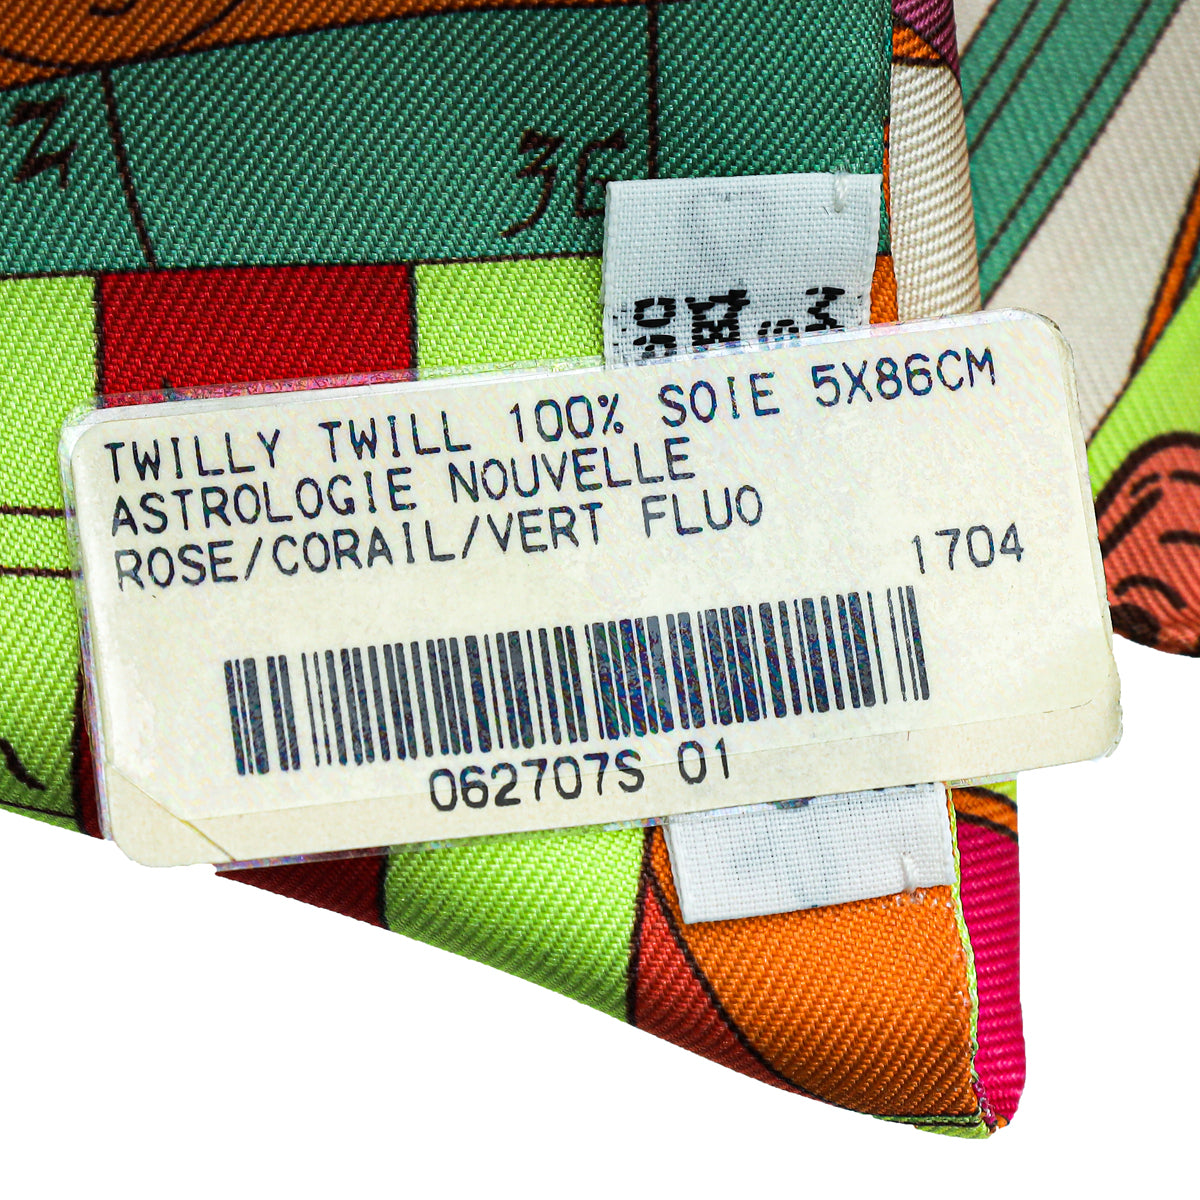 TWILLY TWILL 100% SOIE 5X86CM
ASTROLOGIE NOUVELLE
ROSE/CORAIL/VERT FLUO
1704
062707S 01